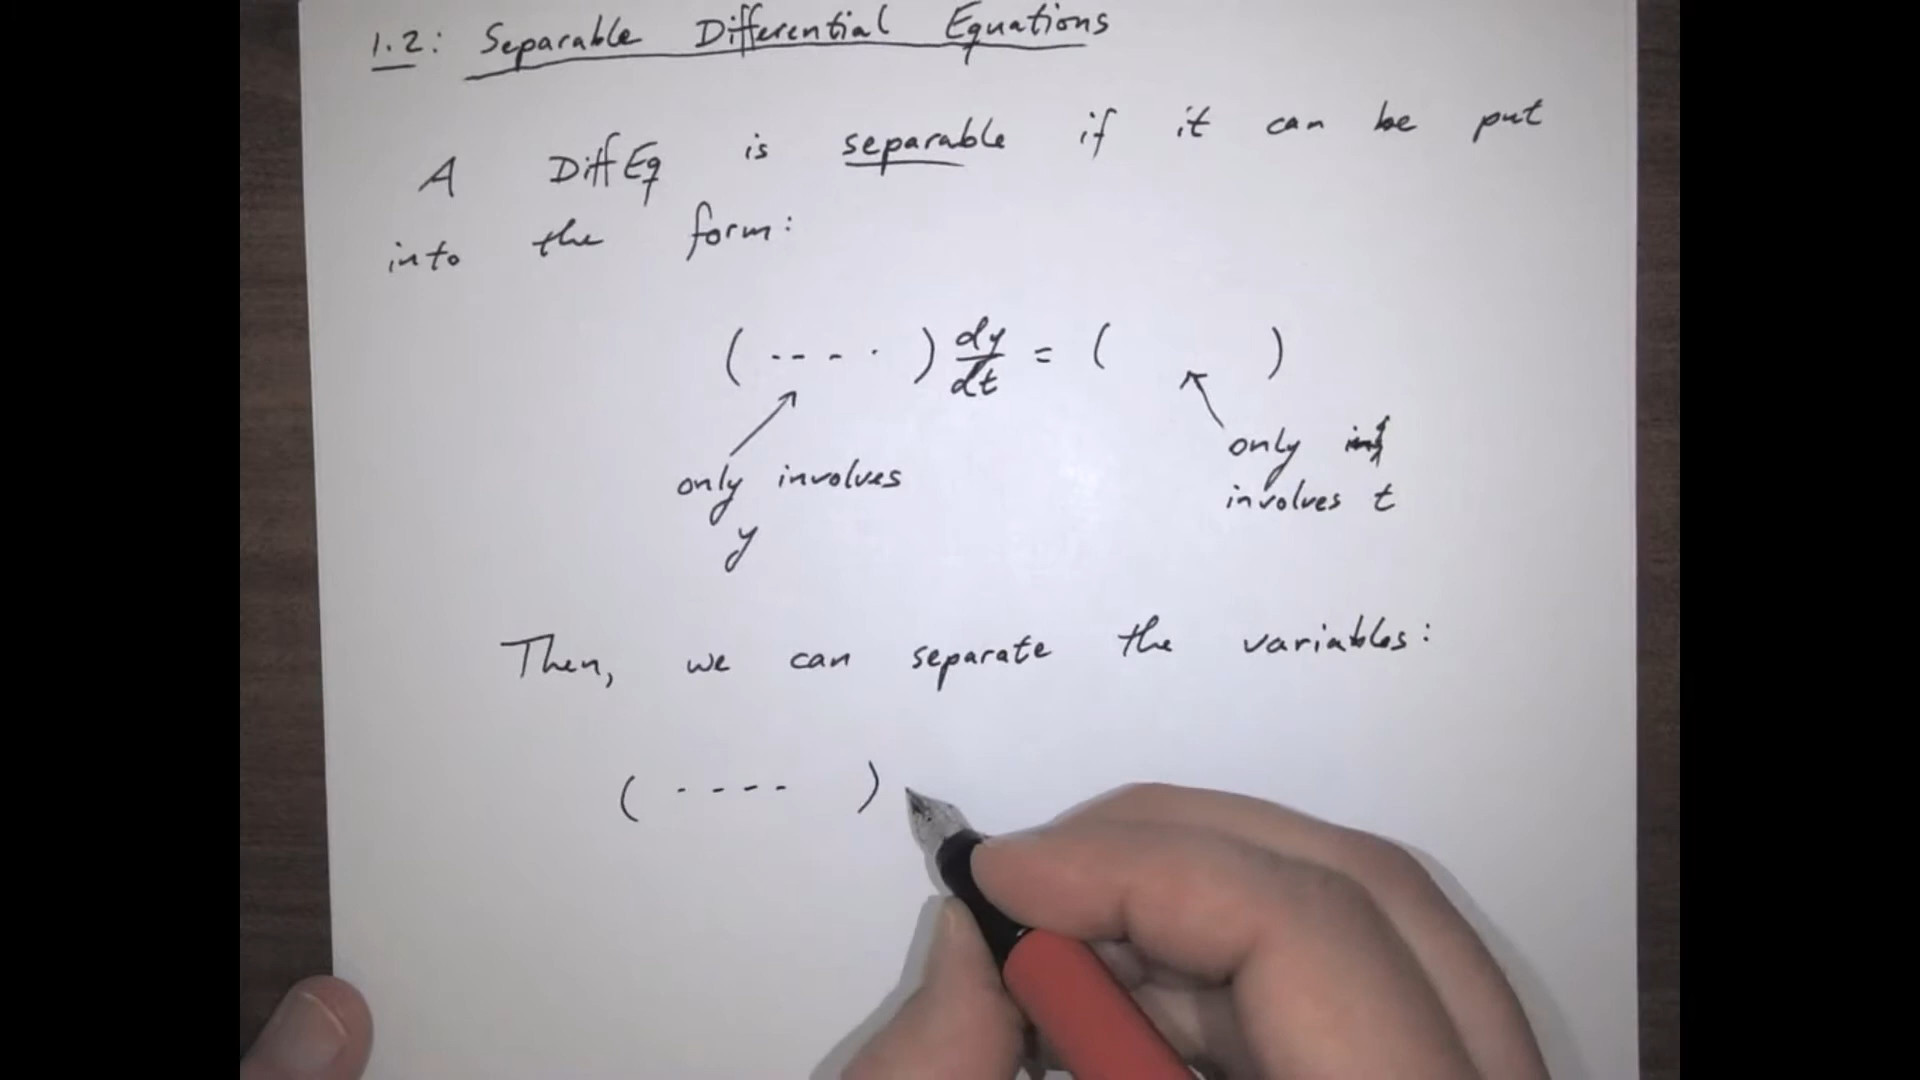 1.2: Separable Differential Equations
A DiffEq is separable if it can be put
into the form:
( ---- ) dy/dt = ( )
only involves
y
only
involves t
Then, we can separate the variables:
( ---- )